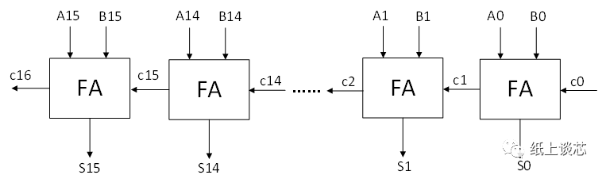 A15 B15 A14 B14 A1 B1 A0 B0
c16 FA c15 FA c14 ...... c2 FA c1 FA c0
S15 S14 S1 S0
纸上谈芯